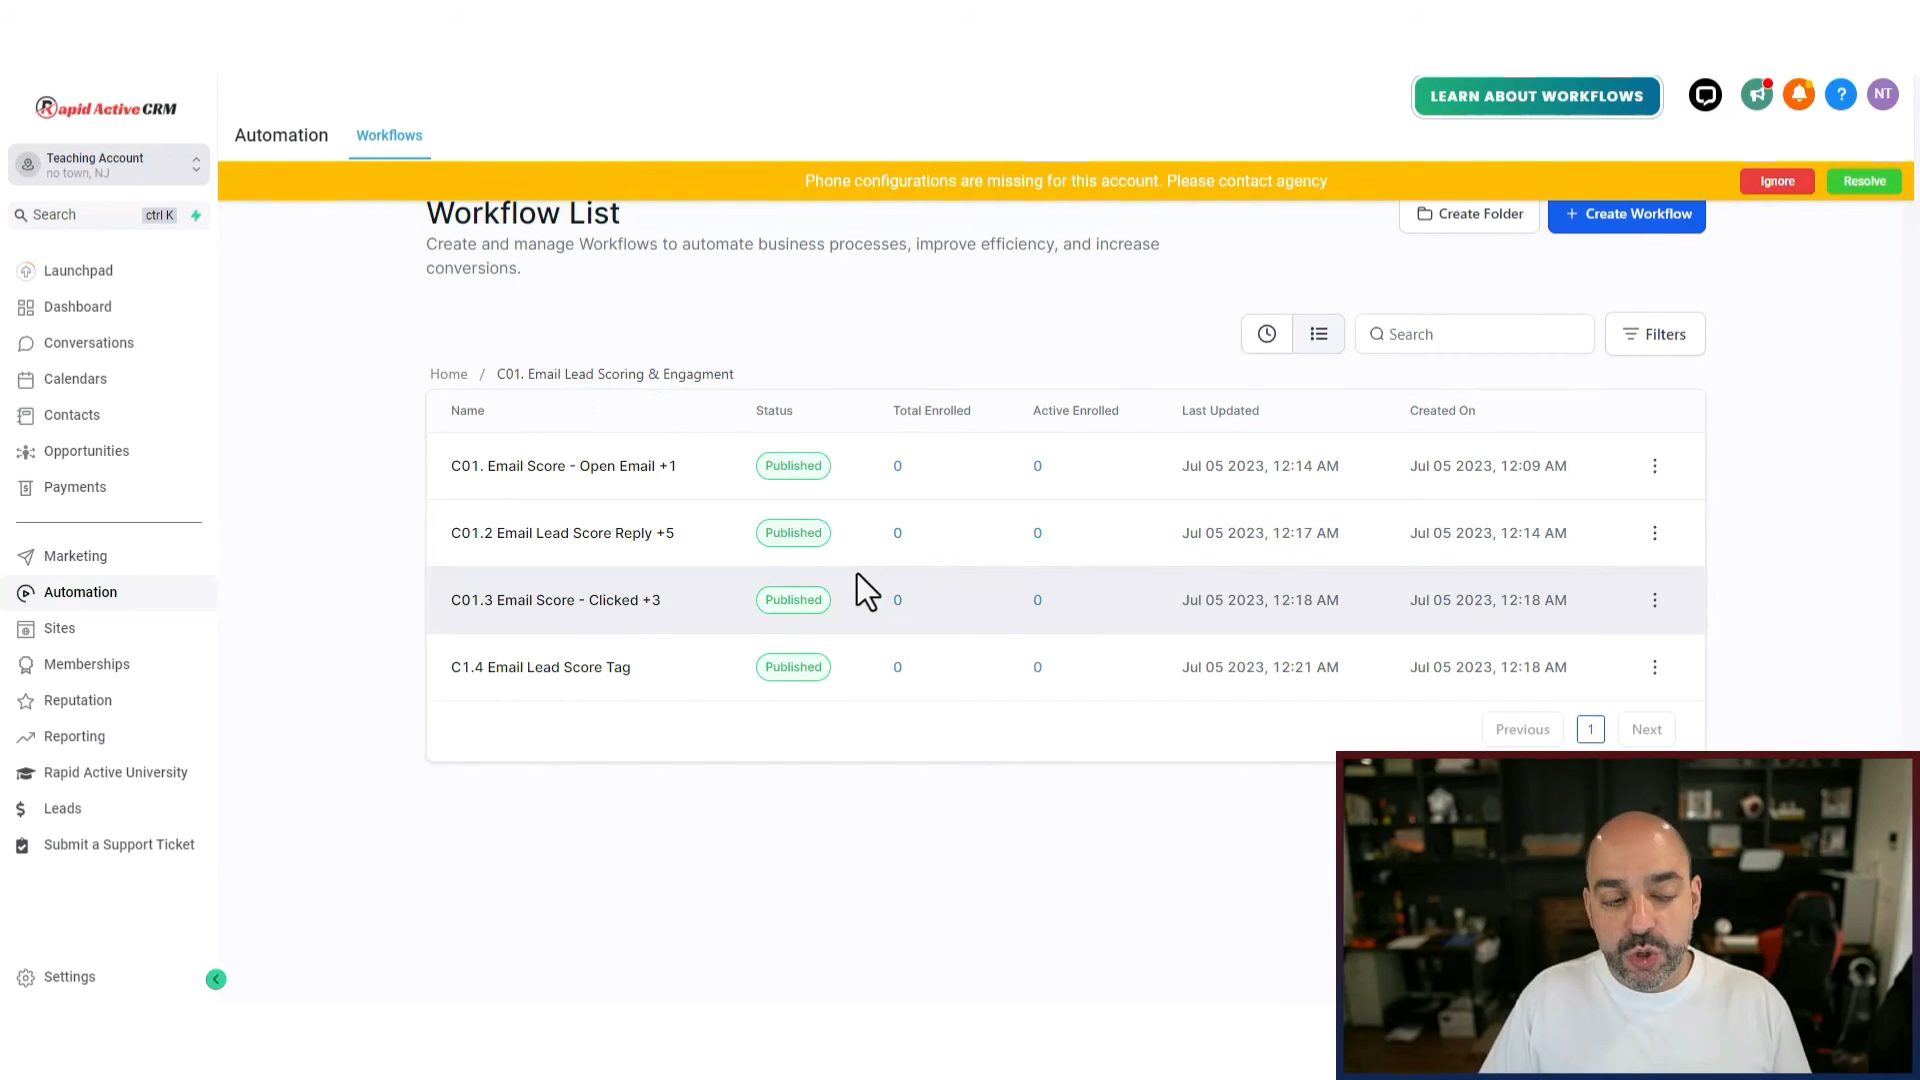 Rapid Active CRM
LEARN ABOUT WORKFLOWS
?
NT
Automation
Workflows
Teaching Account
no town, NJ
Phone configurations are missing for this account. Please contact agency
Ignore
Resolve
Search
ctrl K
Workflow List
Create Folder
+ Create Workflow
Create and manage Workflows to automate business processes, improve efficiency, and increase
conversions.
Launchpad
Dashboard
Conversations
Calendars
Contacts
Opportunities
Payments
Marketing
Automation
Sites
Memberships
Reputation
Reporting
Rapid Active University
Leads
Submit a Support Ticket
Settings
Search
Filters
Home / C01. Email Lead Scoring & Engagment
Name Status Total Enrolled Active Enrolled Last Updated Created On
C01. Email Score - Open Email +1 Published 0 0 Jul 05 2023, 12:14 AM Jul 05 2023, 12:09 AM
C01.2 Email Lead Score Reply +5 Published 0 0 Jul 05 2023, 12:17 AM Jul 05 2023, 12:14 AM
C01.3 Email Score - Clicked +3 Published 0 0 Jul 05 2023, 12:18 AM Jul 05 2023, 12:18 AM
C1.4 Email Lead Score Tag Published 0 0 Jul 05 2023, 12:21 AM Jul 05 2023, 12:18 AM
Previous 1 Next